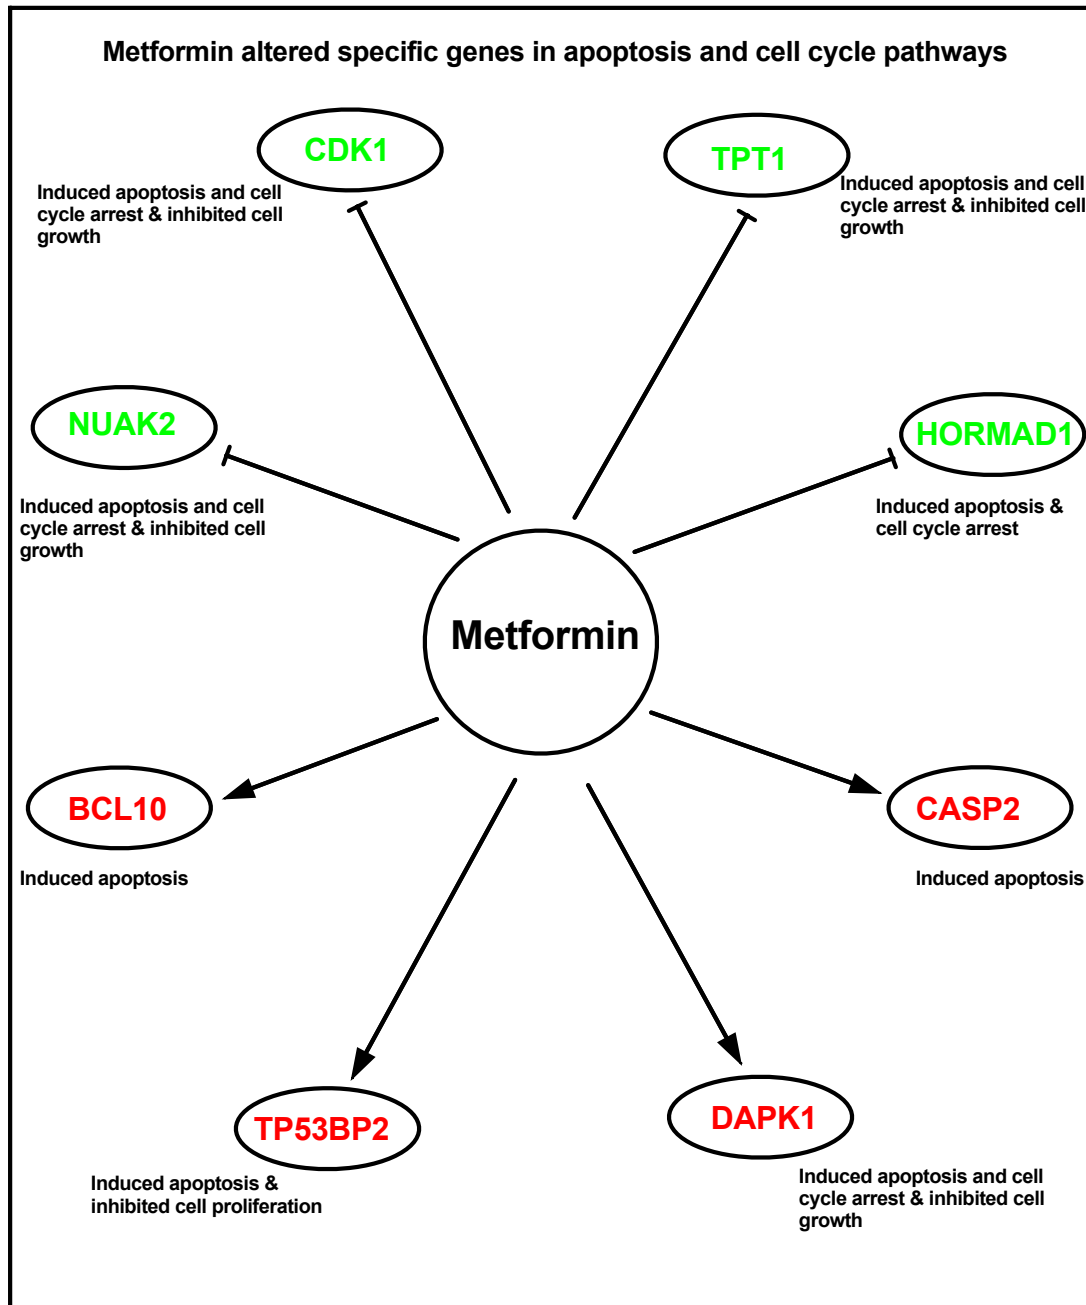 Metformin altered specific genes in apoptosis and cell cycle pathways
CDK1
Induced apoptosis and cell
cycle arrest & inhibited cell
growth
TPT1
Induced apoptosis and cell
cycle arrest & inhibited cell
growth
NUAK2
Induced apoptosis and cell
cycle arrest & inhibited cell
growth
HORMAD1
Induced apoptosis &
cell cycle arrest
Metformin
BCL10
Induced apoptosis
CASP2
Induced apoptosis
TP53BP2
Induced apoptosis &
inhibited cell proliferation
DAPK1
Induced apoptosis and cell
cycle arrest & inhibited cell
growth